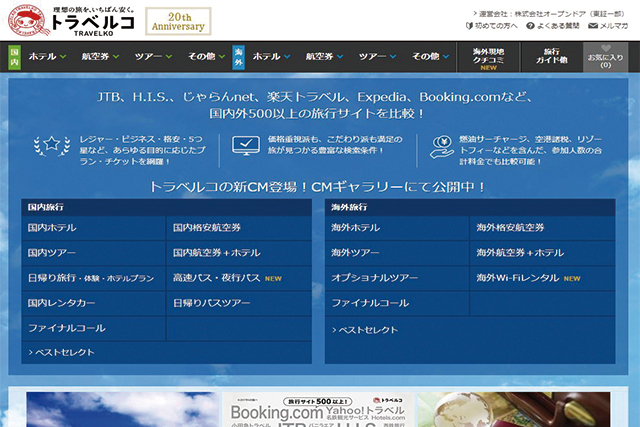 理想の旅を、いちばん安く。
トラベルコ
TRAVELKO
20th
Anniversary
> 運営会社：株式会社オープンドア（東証一部）
初めての方へ よくある質問 メルマガ
国内 ホテル 航空券 ツアー その他 海外 ホテル 航空券 ツアー その他
海外現地
クチコミ
NEW
旅行
ガイド他
お気に入り
(0)
JTB、H.I.S.、じゃらんnet、楽天トラベル、Expedia、Booking.comなど、
国内外500以上の旅行サイトを比較！
レジャー・ビジネス・格安・5つ
星など、あらゆる目的に応じたプ
ラン・チケットを網羅！
価格重視派も、こだわり派も満足の
旅が見つかる豊富な検索条件！
燃油サーチャージ、空港諸税、リゾー
トフィーなどを含んだ、参加人数の合
計料金でも比較可能！
トラベルコの新CM登場！CMギャラリーにて公開中！
国内旅行
国内ホテル 国内格安航空券
国内ツアー 国内航空券＋ホテル
日帰り旅行・体験・ホテルプラン 高速バス・夜行バス NEW
国内レンタカー 日帰りバスツアー
ファイナルコール
> ベストセレクト
海外旅行
海外ホテル 海外格安航空券
海外ツアー 海外航空券＋ホテル
オプショナルツアー 海外Wi-Fiレンタル NEW
ファイナルコール
> ベストセレクト
旅行サイト500以上！ トラベルコ
Booking.com Yahoo!トラベル
名鉄観光サービス Hotels.com
小田急トラベル JTB バニラエア H.I.S.